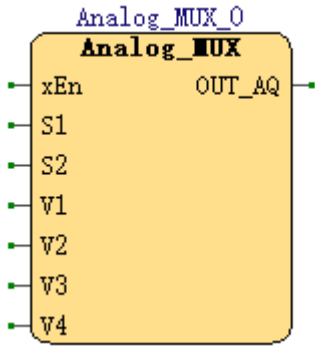 Analog_MUX_0
Analog_MUX
xEn OUT_AQ
S1
S2
V1
V2
V3
V4